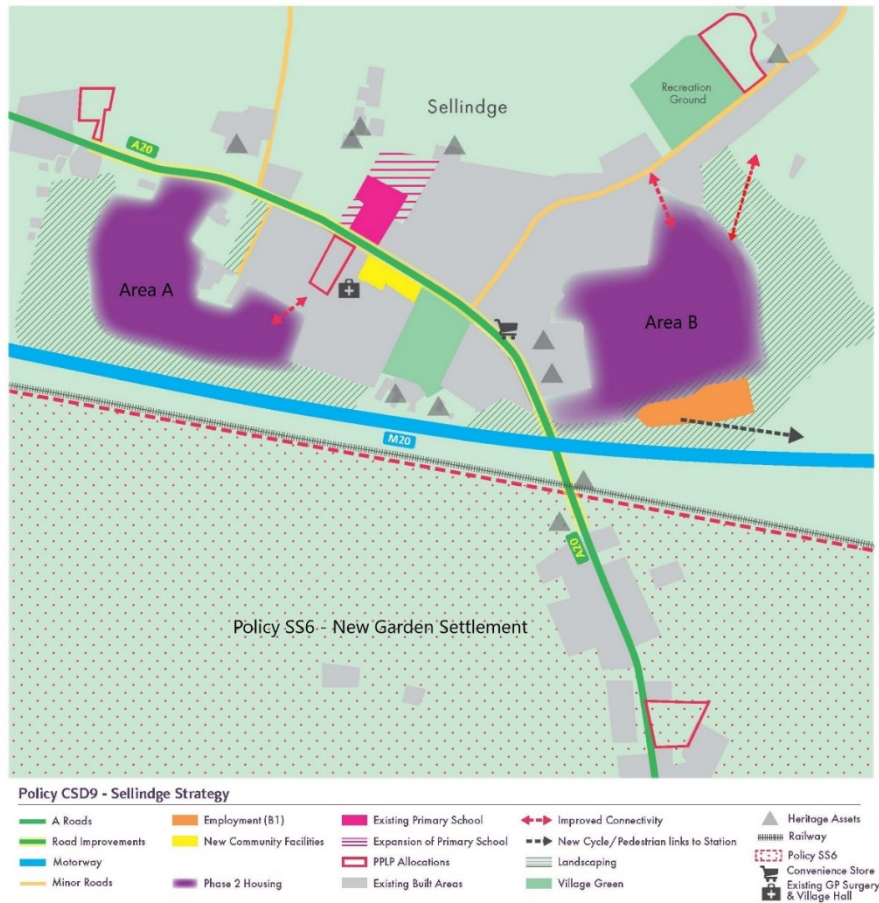 Recreation
Ground
Sellindge
A20
Area A
Area B
M20
A20
Policy SS6 - New Garden Settlement
Policy CSD9 - Sellindge Strategy
A Roads
Road Improvements
Motorway
Minor Roads
Employment (B1)
New Community Facilities
Phase 2 Housing
Existing Primary School
Expansion of Primary School
PPLP Allocations
Existing Built Areas
Improved Connectivity
New Cycle/Pedestrian links to Station
Landscaping
Village Green
Heritage Assets
Railway
Policy SS6
Convenience Store
Existing GP Surgery
& Village Hall